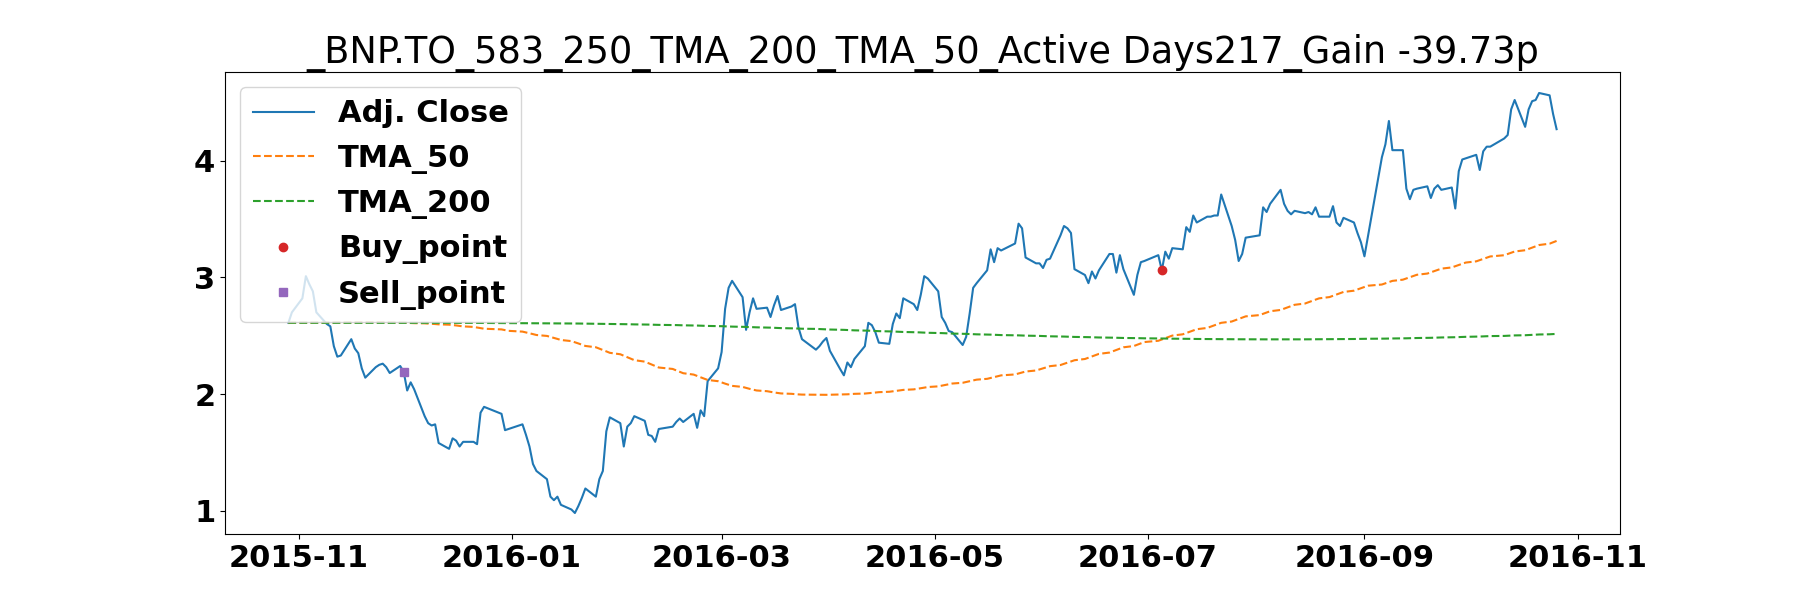 _BNP.TO_583_250_TMA_200_TMA_50_Active Days217_Gain -39.73p
Adj. Close
TMA_50
TMA_200
Buy_point
Sell_point
4
3
2
1
2015-11 2016-01 2016-03 2016-05 2016-07 2016-09 2016-11